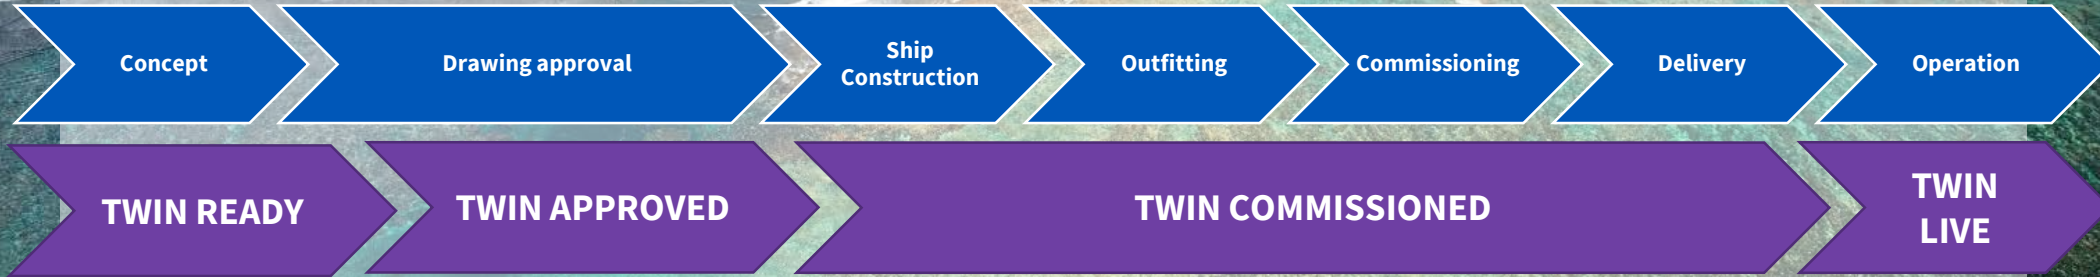 Concept
Drawing approval
Ship
Construction
Outfitting
Commissioning
Delivery
Operation
TWIN READY
TWIN APPROVED
TWIN COMMISSIONED
TWIN
LIVE